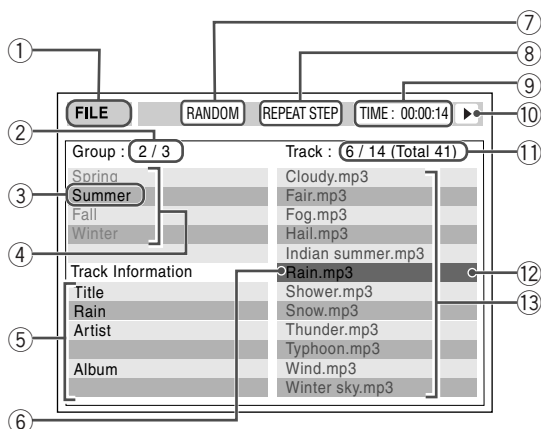 ⑦
⑧
① ⑨
FILE RANDOM REPEAT STEP TIME : 00:00:14 ⑩
②
Group : 2 / 3 Track : 6 / 14 (Total 41) ⑪
Spring Cloudy.mp3
③ Summer Fair.mp3
Fall Fog.mp3
④ Winter Hail.mp3
Indian summer.mp3
Track Information Rain.mp3 ⑫
Title Shower.mp3 ⑬
Rain Snow.mp3
⑤ Artist Thunder.mp3
Typhoon.mp3
Album Wind.mp3
Winter sky.mp3
⑥